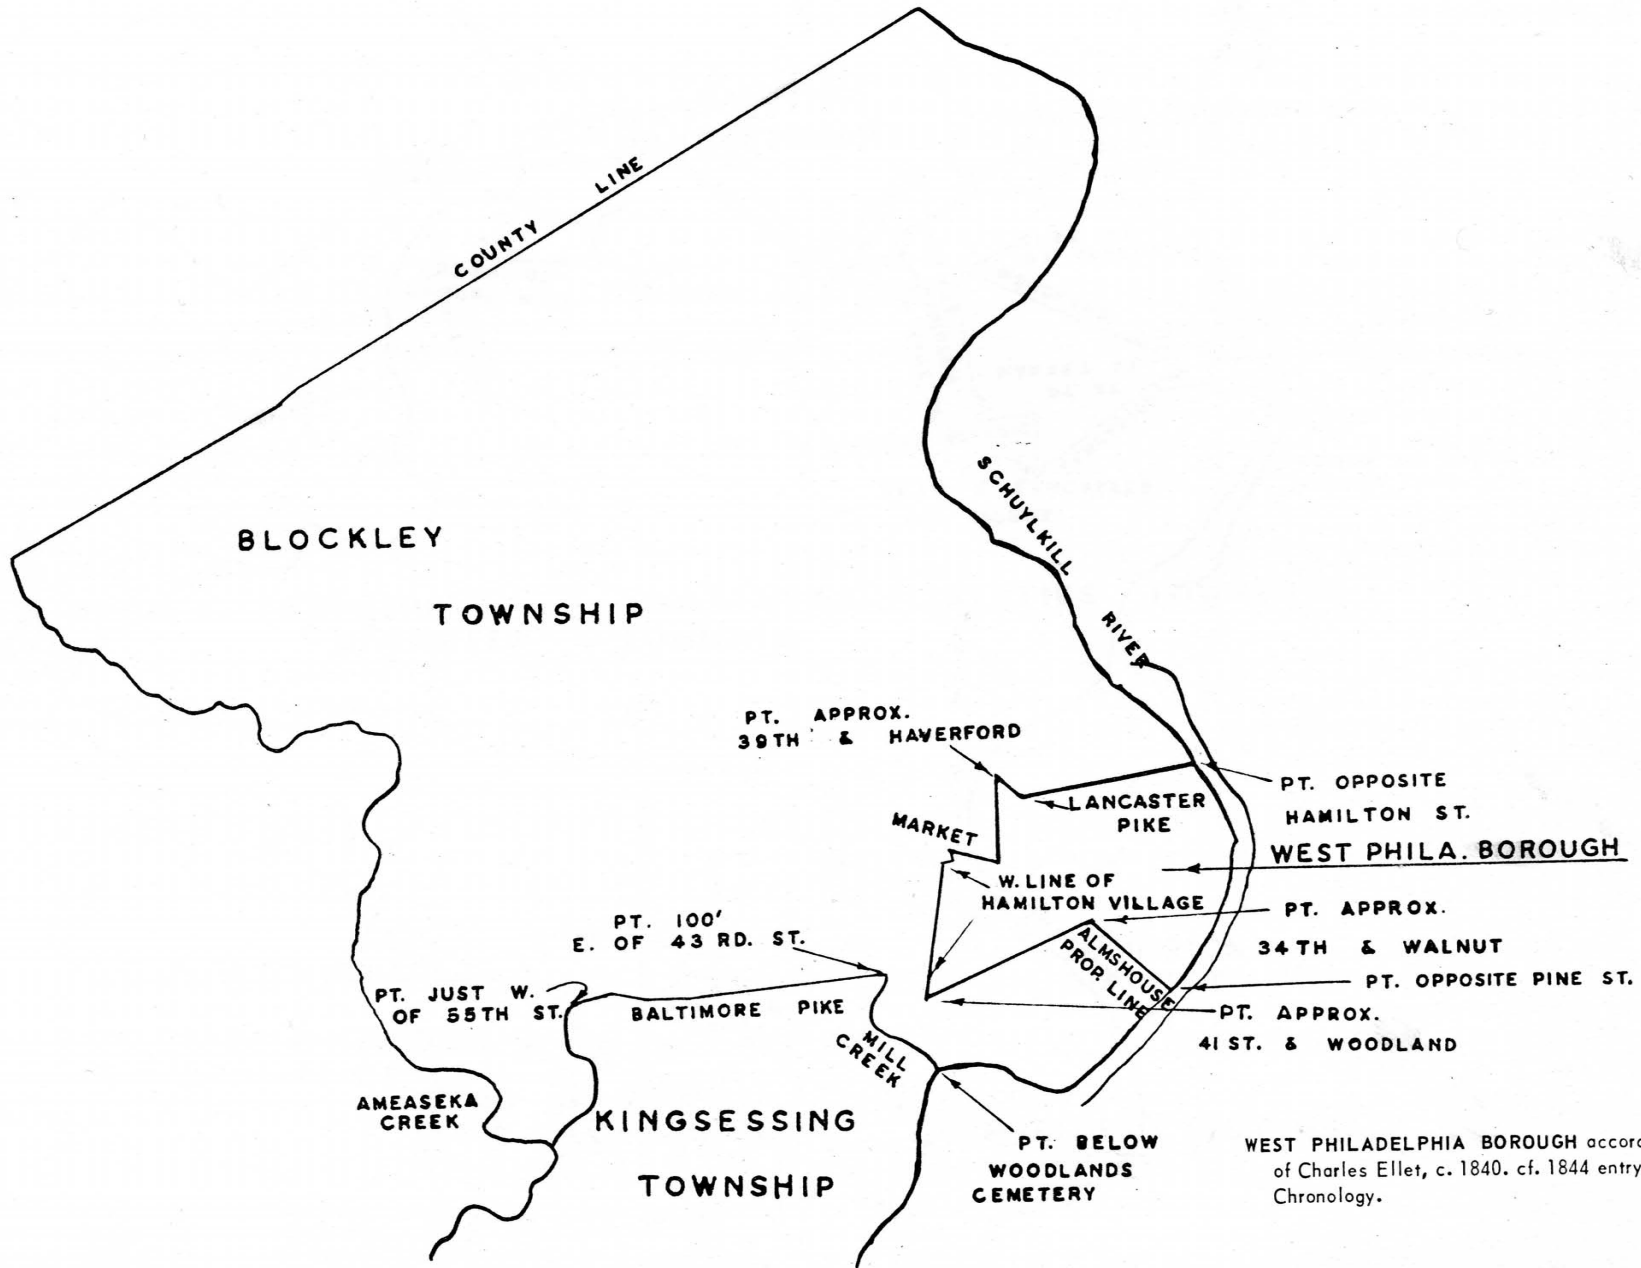 COUNTY LINE
BLOCKLEY
TOWNSHIP
SCHUYLKILL
RIVER
PT. APPROX.
39TH & HAVERFORD
LANCASTER
PIKE
PT. OPPOSITE
HAMILTON ST.
MARKET
WEST PHILA. BOROUGH
W. LINE OF
HAMILTON VILLAGE
PT. APPROX.
34TH & WALNUT
ALMSHOUSE
PROP. LINE
PT. OPPOSITE PINE ST.
PT. APPROX.
41 ST. & WOODLAND
PT. 100'
E. OF 43 RD. ST.
PT. JUST W.
OF 55TH ST.
BALTIMORE PIKE
MILL
CREEK
AMEASEKA
CREEK
KINGSESSING
TOWNSHIP
PT. BELOW
WOODLANDS
CEMETERY
WEST PHILADELPHIA BOROUGH accor
of Charles Ellet, c. 1840. cf. 1844 entry
Chronology.